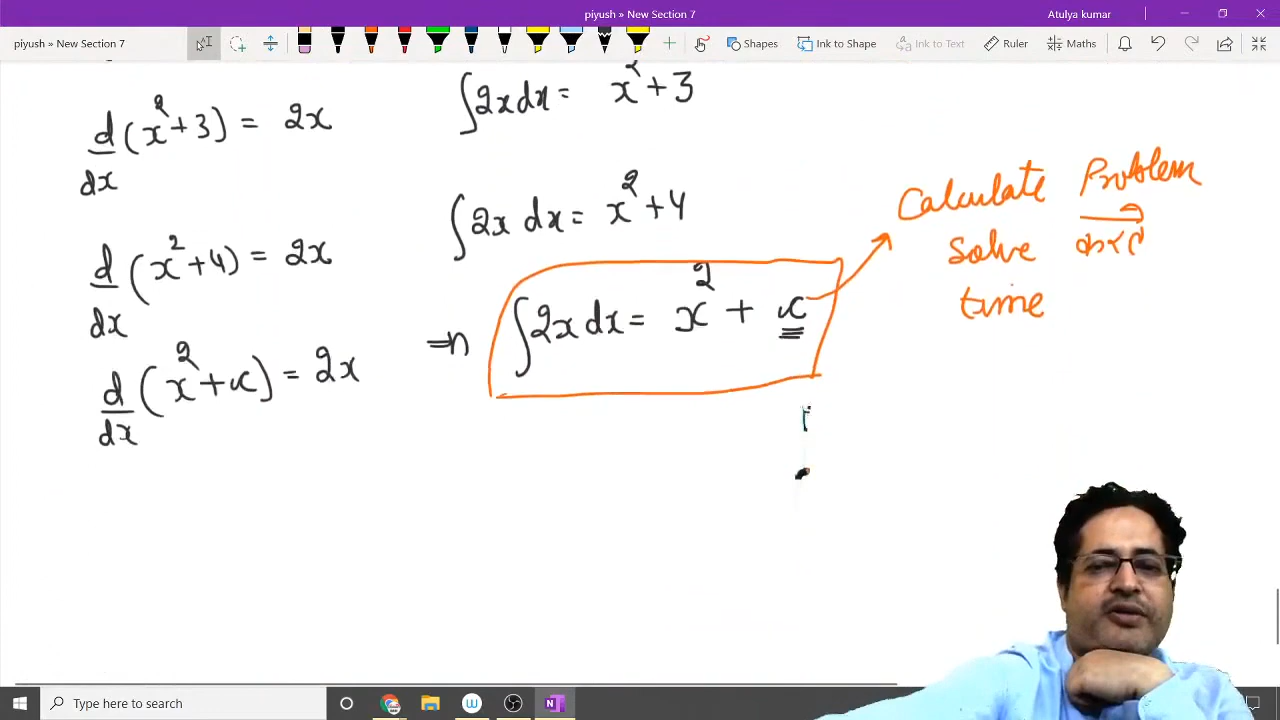 piyush » New Section 7
Atulya kumar
piyush » New Section 7
Shapes
Ink to Shape
Ink to Text
Ruler
Maths
d/dx (x² + 3) = 2x
∫2x dx = x² + 3
d/dx (x² + 4) = 2x
∫2x dx = x² + 4
d/dx (x² + k) = 2x
⇒ ∫2x dx = x² + k
Calculate Problem
solve
time
Type here to search